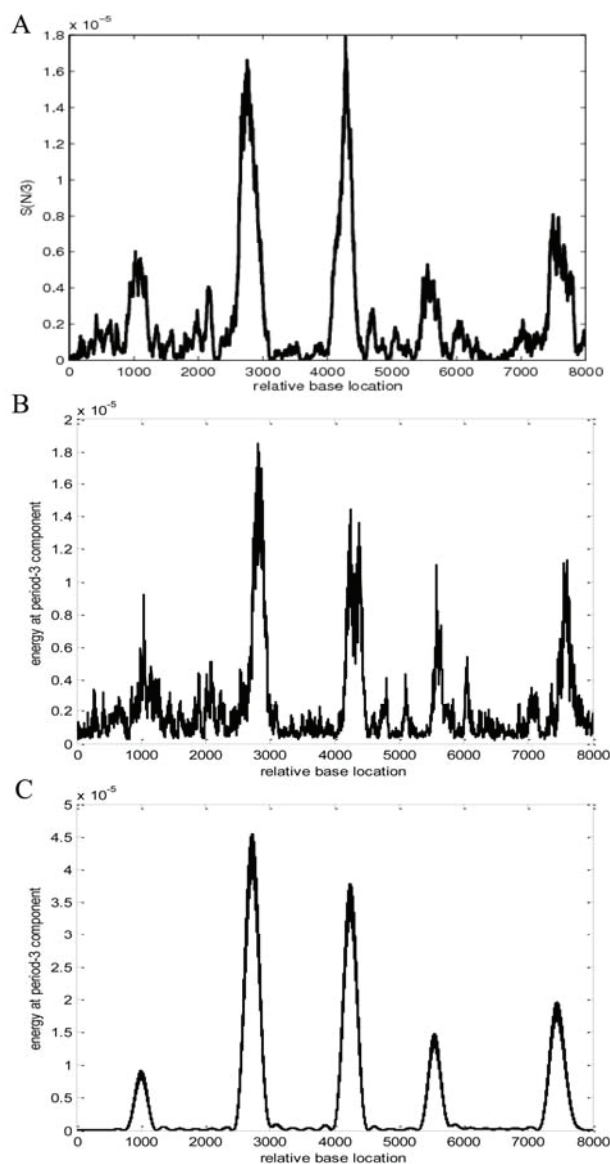 A
× 10⁻⁵
1.8
1.6
1.4
1.2
1
0.8
0.6
0.4
0.2
0
S(N/3)
0 1000 2000 3000 4000 5000 6000 7000 8000
relative base location
B
× 10⁻⁵
2
1.8
1.6
1.4
1.2
1
0.8
0.6
0.4
0.2
0
energy at period-3 component
0 1000 2000 3000 4000 5000 6000 7000 8000
relative base location
C
× 10⁻⁵
5
4.5
4
3.5
3
2.5
2
1.5
1
0.5
0
energy at period-3 component
0 1000 2000 3000 4000 5000 6000 7000 8000
relative base location